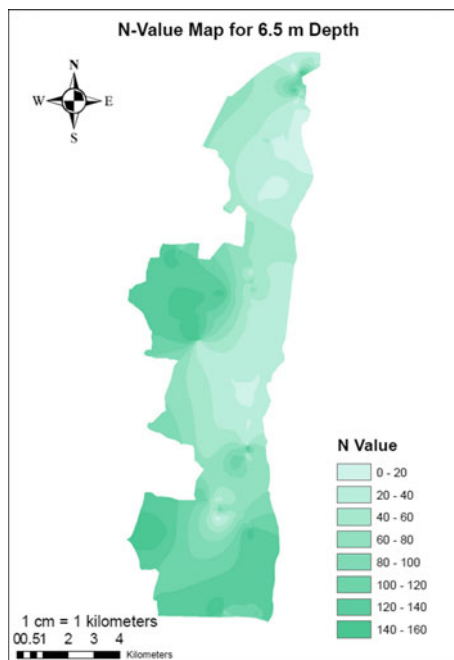 N-Value Map for 6.5 m Depth
N
W E
S
N Value
0 - 20
20 - 40
40 - 60
60 - 80
80 - 100
100 - 120
120 - 140
140 - 160
1 cm = 1 kilometers
00.51 2 3 4
Kilometers